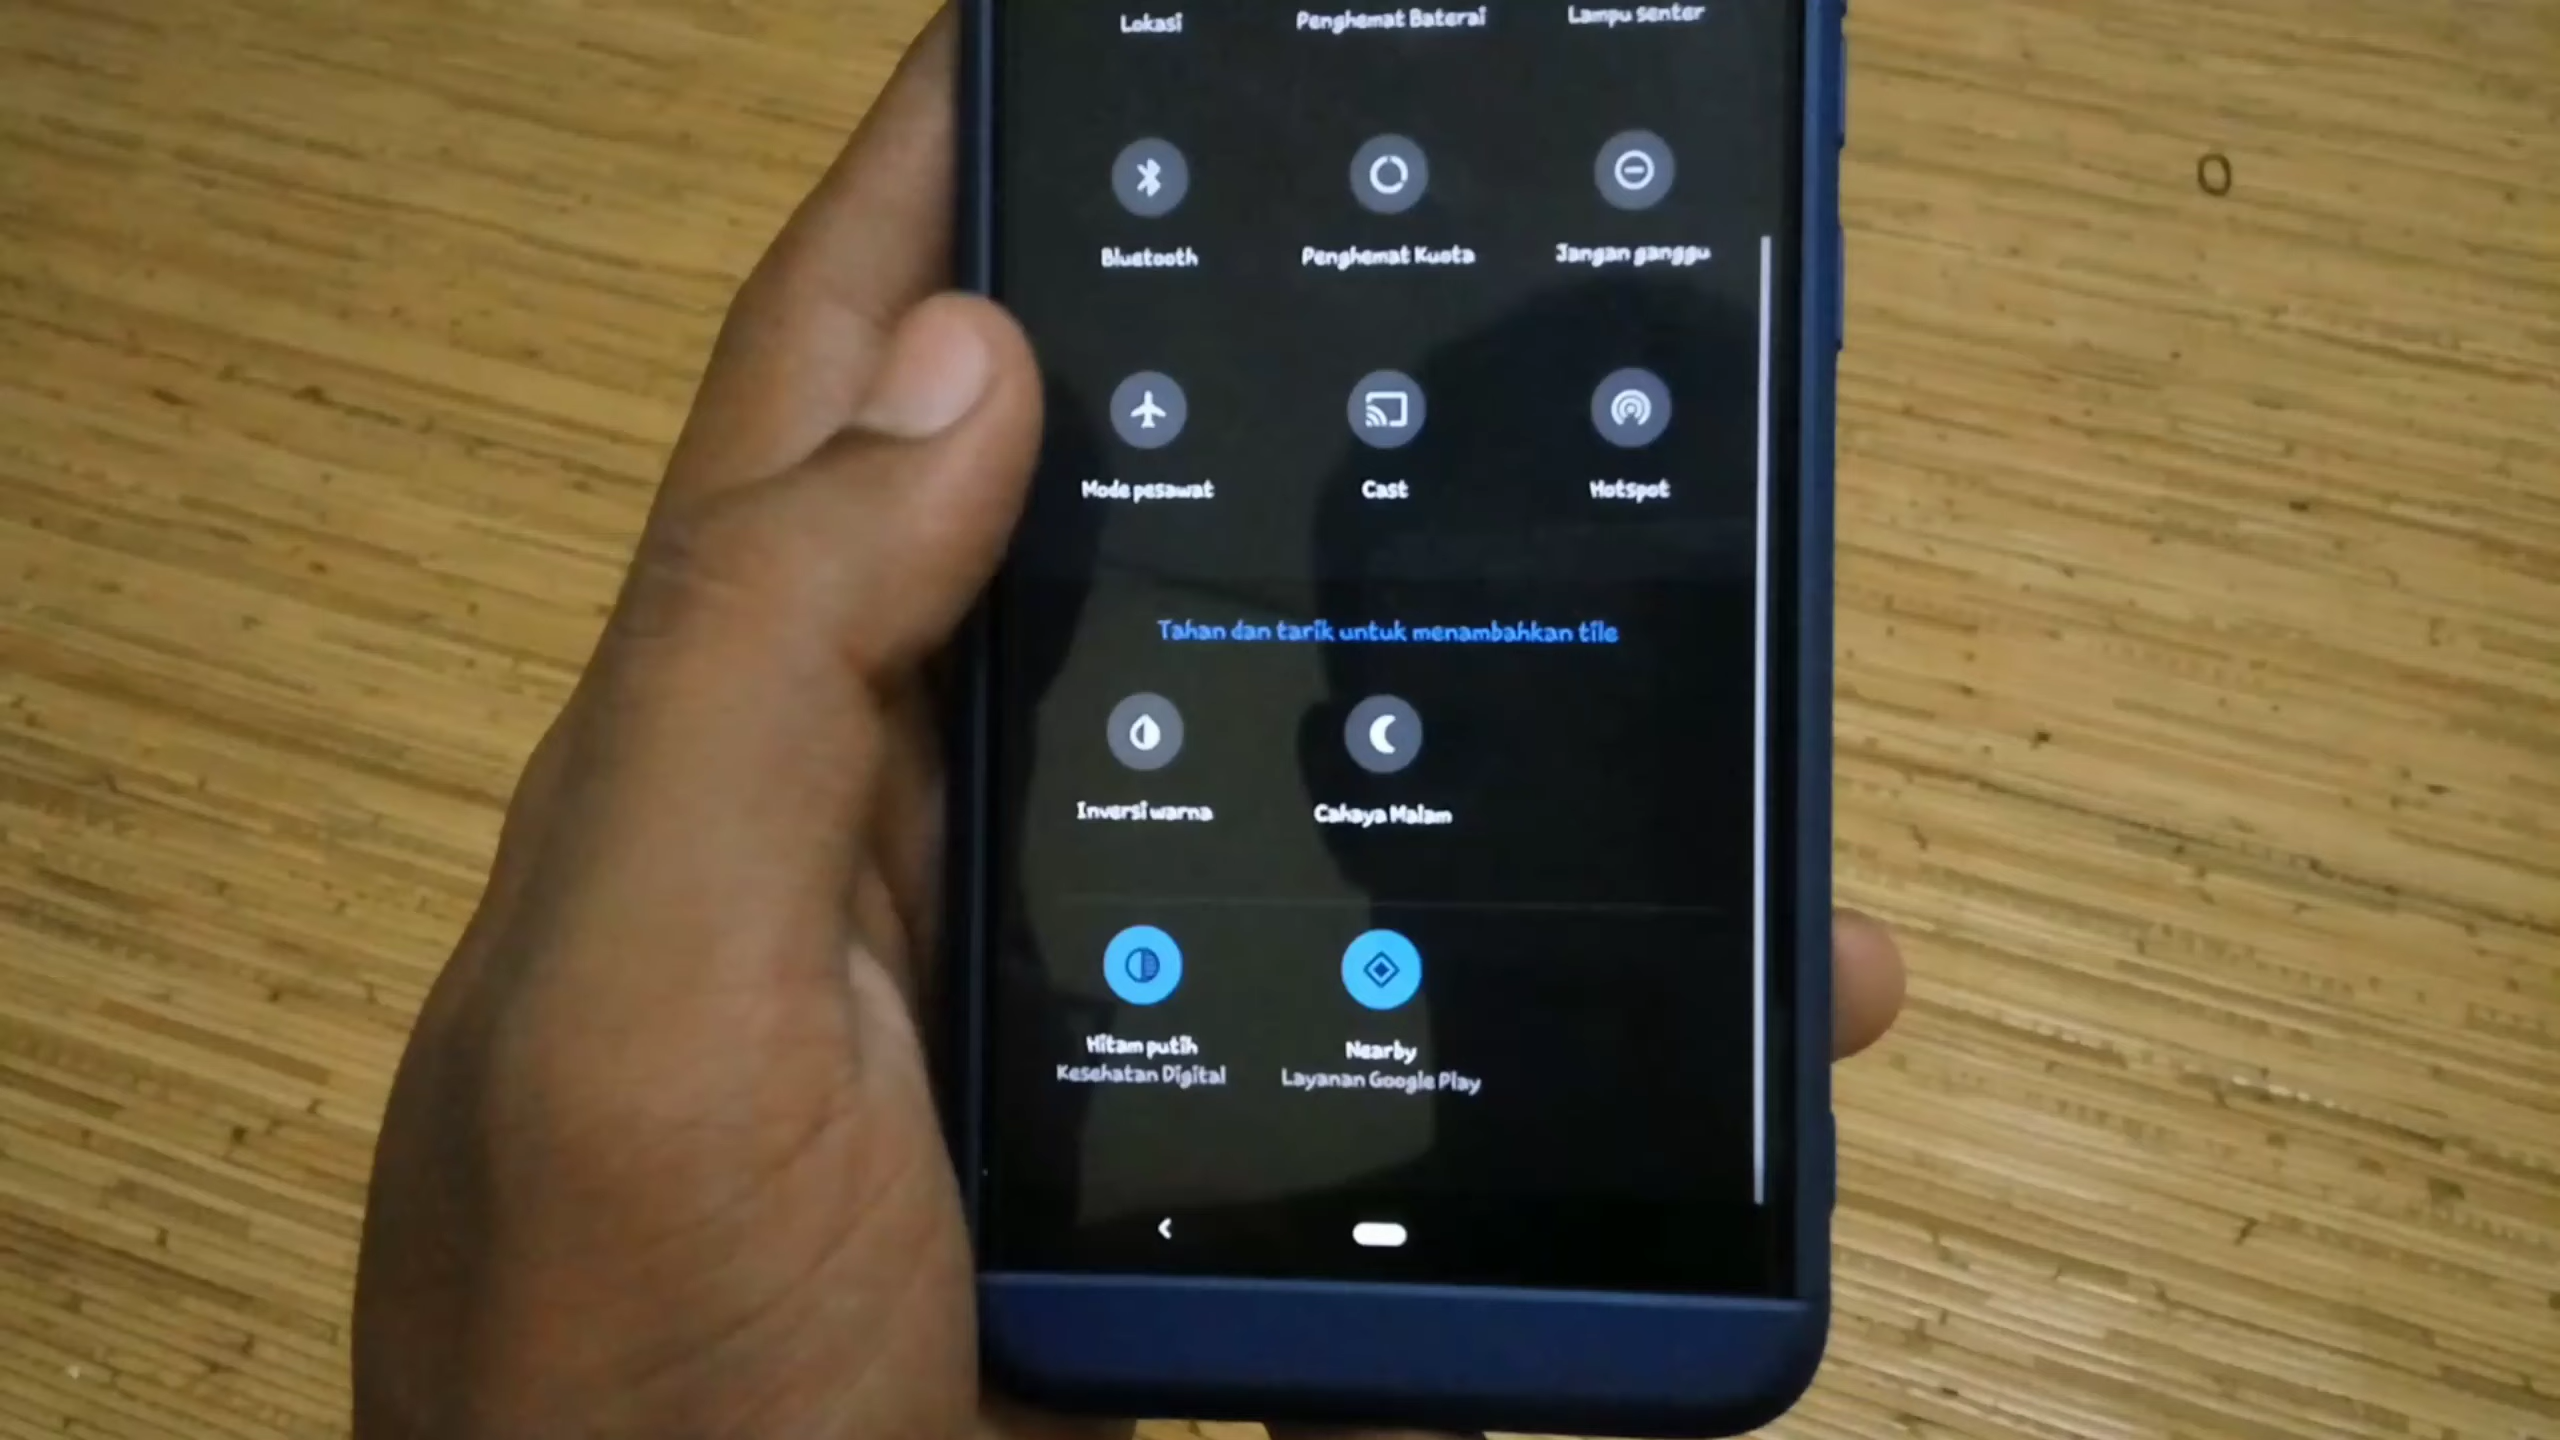 Lokasi
Penghemat Baterai
Lampu senter
Bluetooth
Penghemat Kuota
Jangan ganggu
Mode pesawat
Cast
Hotspot
Tahan dan tarik untuk menambahkan tile
Inversi warna
Cahaya Malam
Hitam putih
Kesehatan Digital
Nearby
Layanan Google Play